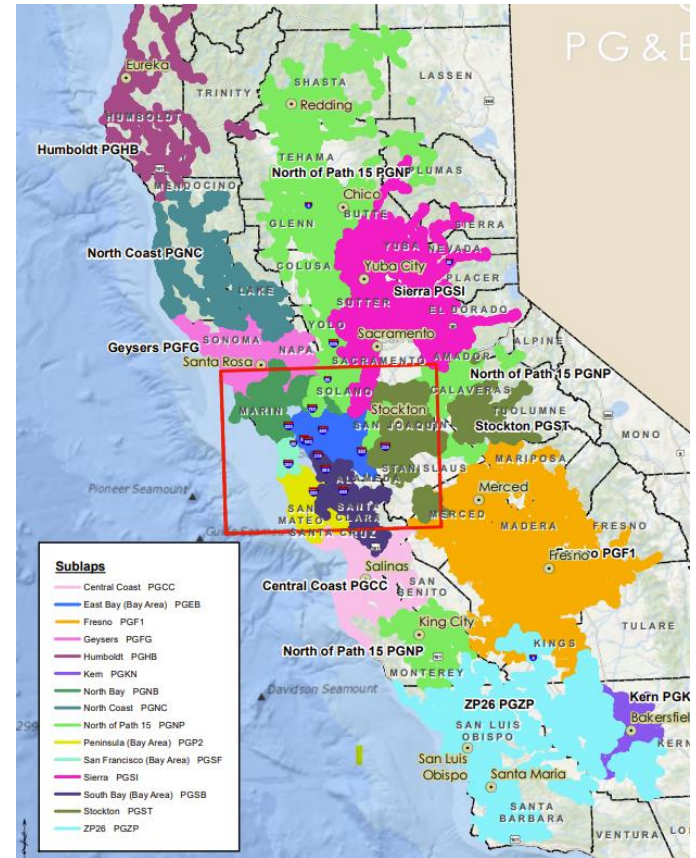 PG&E
Eureka
SHASTA
LASSEN
TRINITY
Redding
HUMBOLDT
Humboldt PGHB
TEHAMA
North of Path 15 PGNP
PLUMAS
MENDOCINO
Chico
BUTTE
GLENN
SIERRA
YUBA
NEVADA
North Coast PGNC
COLUSA
Yuba City
PLACER
LAKE
Sierra PGSI
SUTTER
EL DORADO
YOLO
SONOMA
Sacramento
Geysers PGFG
NAPA
ALPINE
SACRAMENTO
AMADOR
Santa Rosa
North of Path 15 PGNP
SOLANO
CALAVERAS
MARIN
Stockton
TUOLUMNE
SAN JOAQUIN
Stockton PGST
MONO
STANISLAUS
MARIPOSA
ALAMEDA
Pioneer Seamount
Merced
SAN
MATEO
SANTA
CLARA
MERCED
MADERA
FRESNO
SANTA CRUZ
Fresno
PGF1
Salinas
Central Coast PGCC
SAN
BENITO
TULARE
King City
KINGS
North of Path 15 PGNP
MONTEREY
Davidson Seamount
ZP26 PGZP
Kern PGK
SAN LUIS
OBISPO
Bakersfield
KERN
San Luis
Obispo
Santa Maria
SANTA
BARBARA
VENTURA
Sublaps
Central Coast PGCC
East Bay (Bay Area) PGEB
Fresno PGF1
Geysers PGFG
Humboldt PGHB
Kern PGKN
North Bay PGNB
North Coast PGNC
North of Path 15 PGNP
Peninsula (Bay Area) PGP2
San Francisco (Bay Area) PGSF
Sierra PGSI
South Bay (Bay Area) PGSB
Stockton PGST
ZP26 PGZP